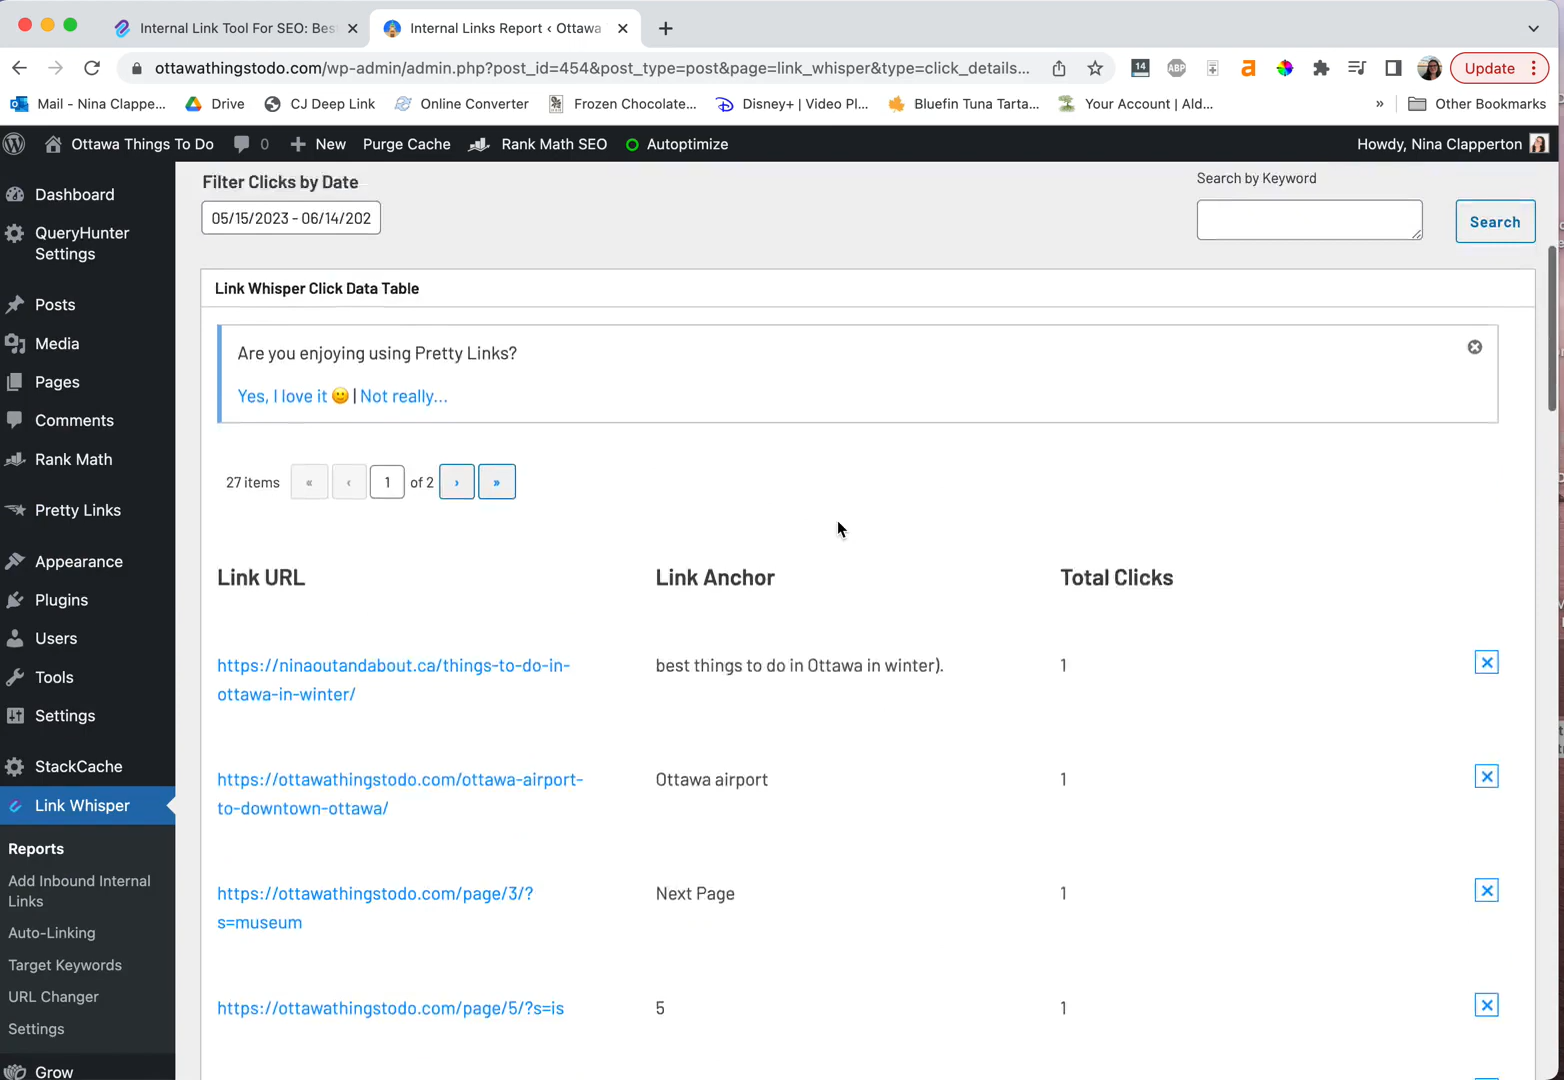 Internal Link Tool For SEO: Bes
Internal Links Report ‹ Ottawa
ottawathingstodo.com/wp-admin/admin.php?post_id=454&post_type=post&page=link_whisper&type=click_details...
14
ABP
a
Update
Mail - Nina Clappe...
Drive
CJ Deep Link
Online Converter
Frozen Chocolate...
Disney+ | Video Pl...
Bluefin Tuna Tarta...
Your Account | Ald...
»
Other Bookmarks
Ottawa Things To Do
0
New
Purge Cache
Rank Math SEO
Autoptimize
Howdy, Nina Clapperton
Dashboard
QueryHunter
Settings
Posts
Media
Pages
Comments
Rank Math
Pretty Links
Appearance
Plugins
Users
Tools
Settings
StackCache
Link Whisper
Reports
Add Inbound Internal
Links
Auto-Linking
Target Keywords
URL Changer
Settings
Grow
Filter Clicks by Date
05/15/2023 - 06/14/202
Search by Keyword
Search
Link Whisper Click Data Table
Are you enjoying using Pretty Links?
Yes, I love it 🙂 | Not really...
27 items « ‹ 1 of 2 › »
Link URL Link Anchor Total Clicks
https://ninaoutandabout.ca/things-to-do-in-
ottawa-in-winter/
best things to do in Ottawa in winter).
1
https://ottawathingstodo.com/ottawa-airport-
to-downtown-ottawa/
Ottawa airport
1
https://ottawathingstodo.com/page/3/?
s=museum
Next Page
1
https://ottawathingstodo.com/page/5/?s=is
5
1